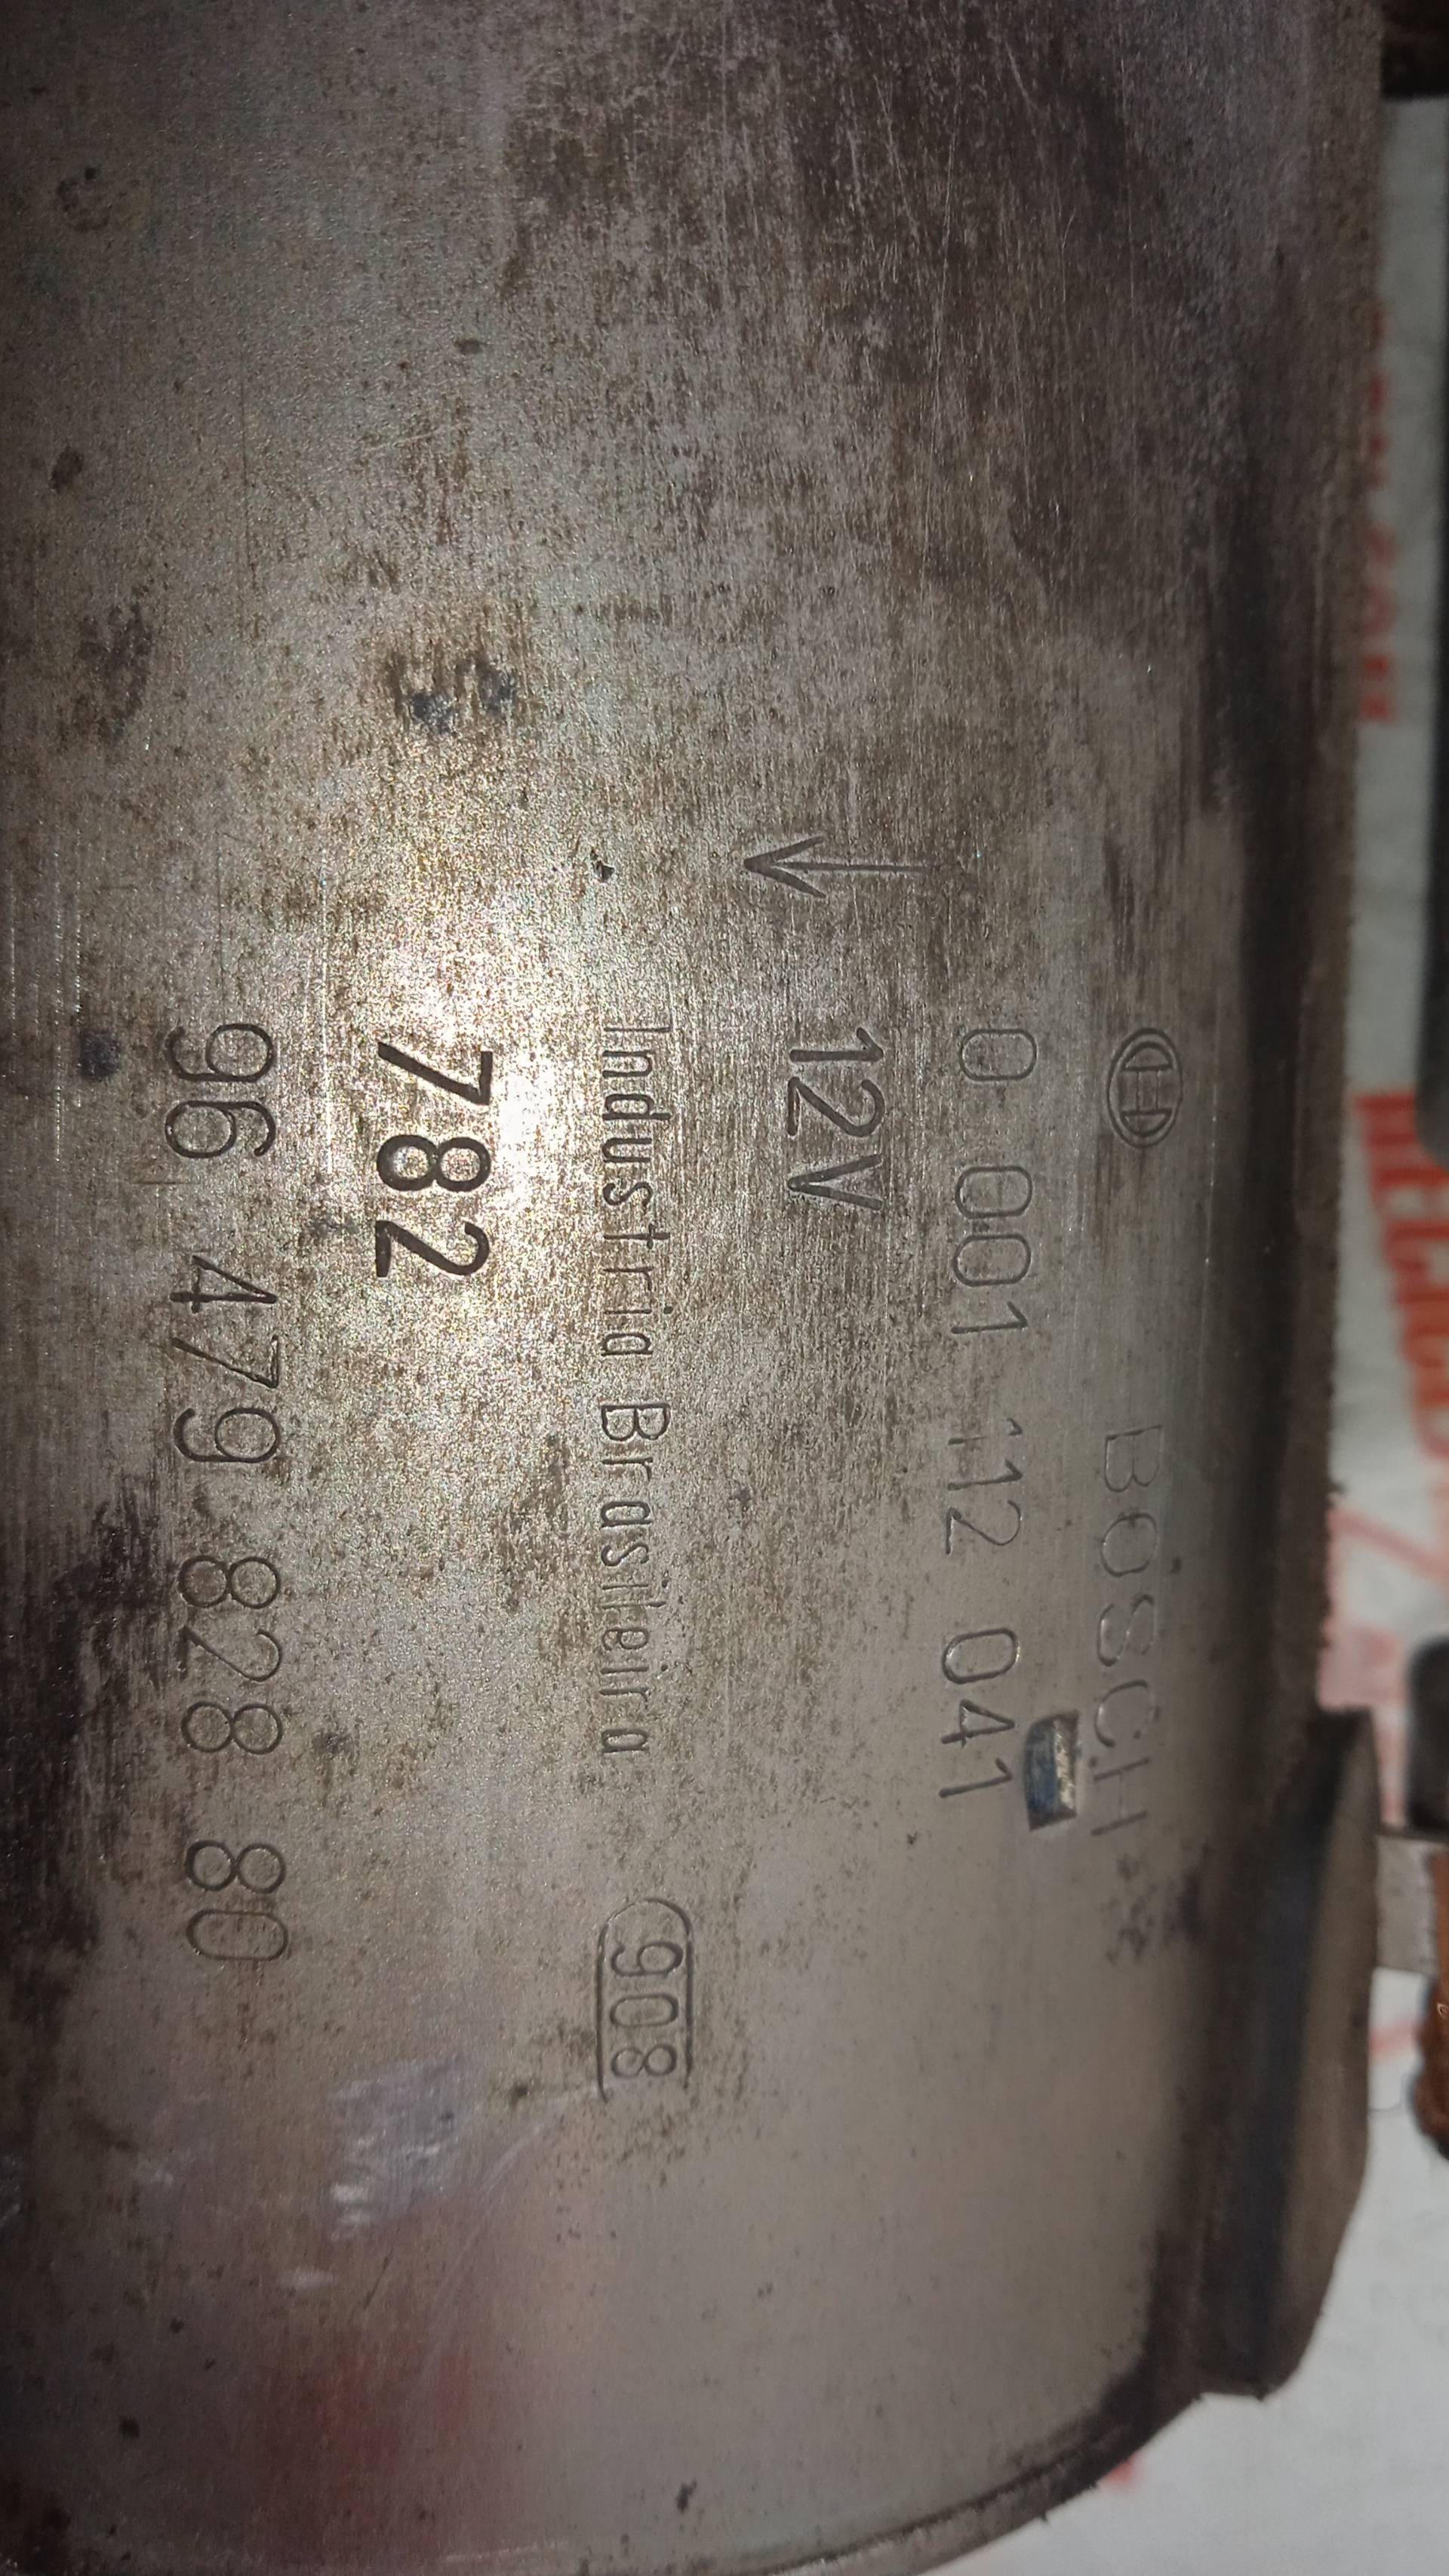 BOSCH
0 001 112 041
12V
Industria Brasileira 908
782
96 479 828 80